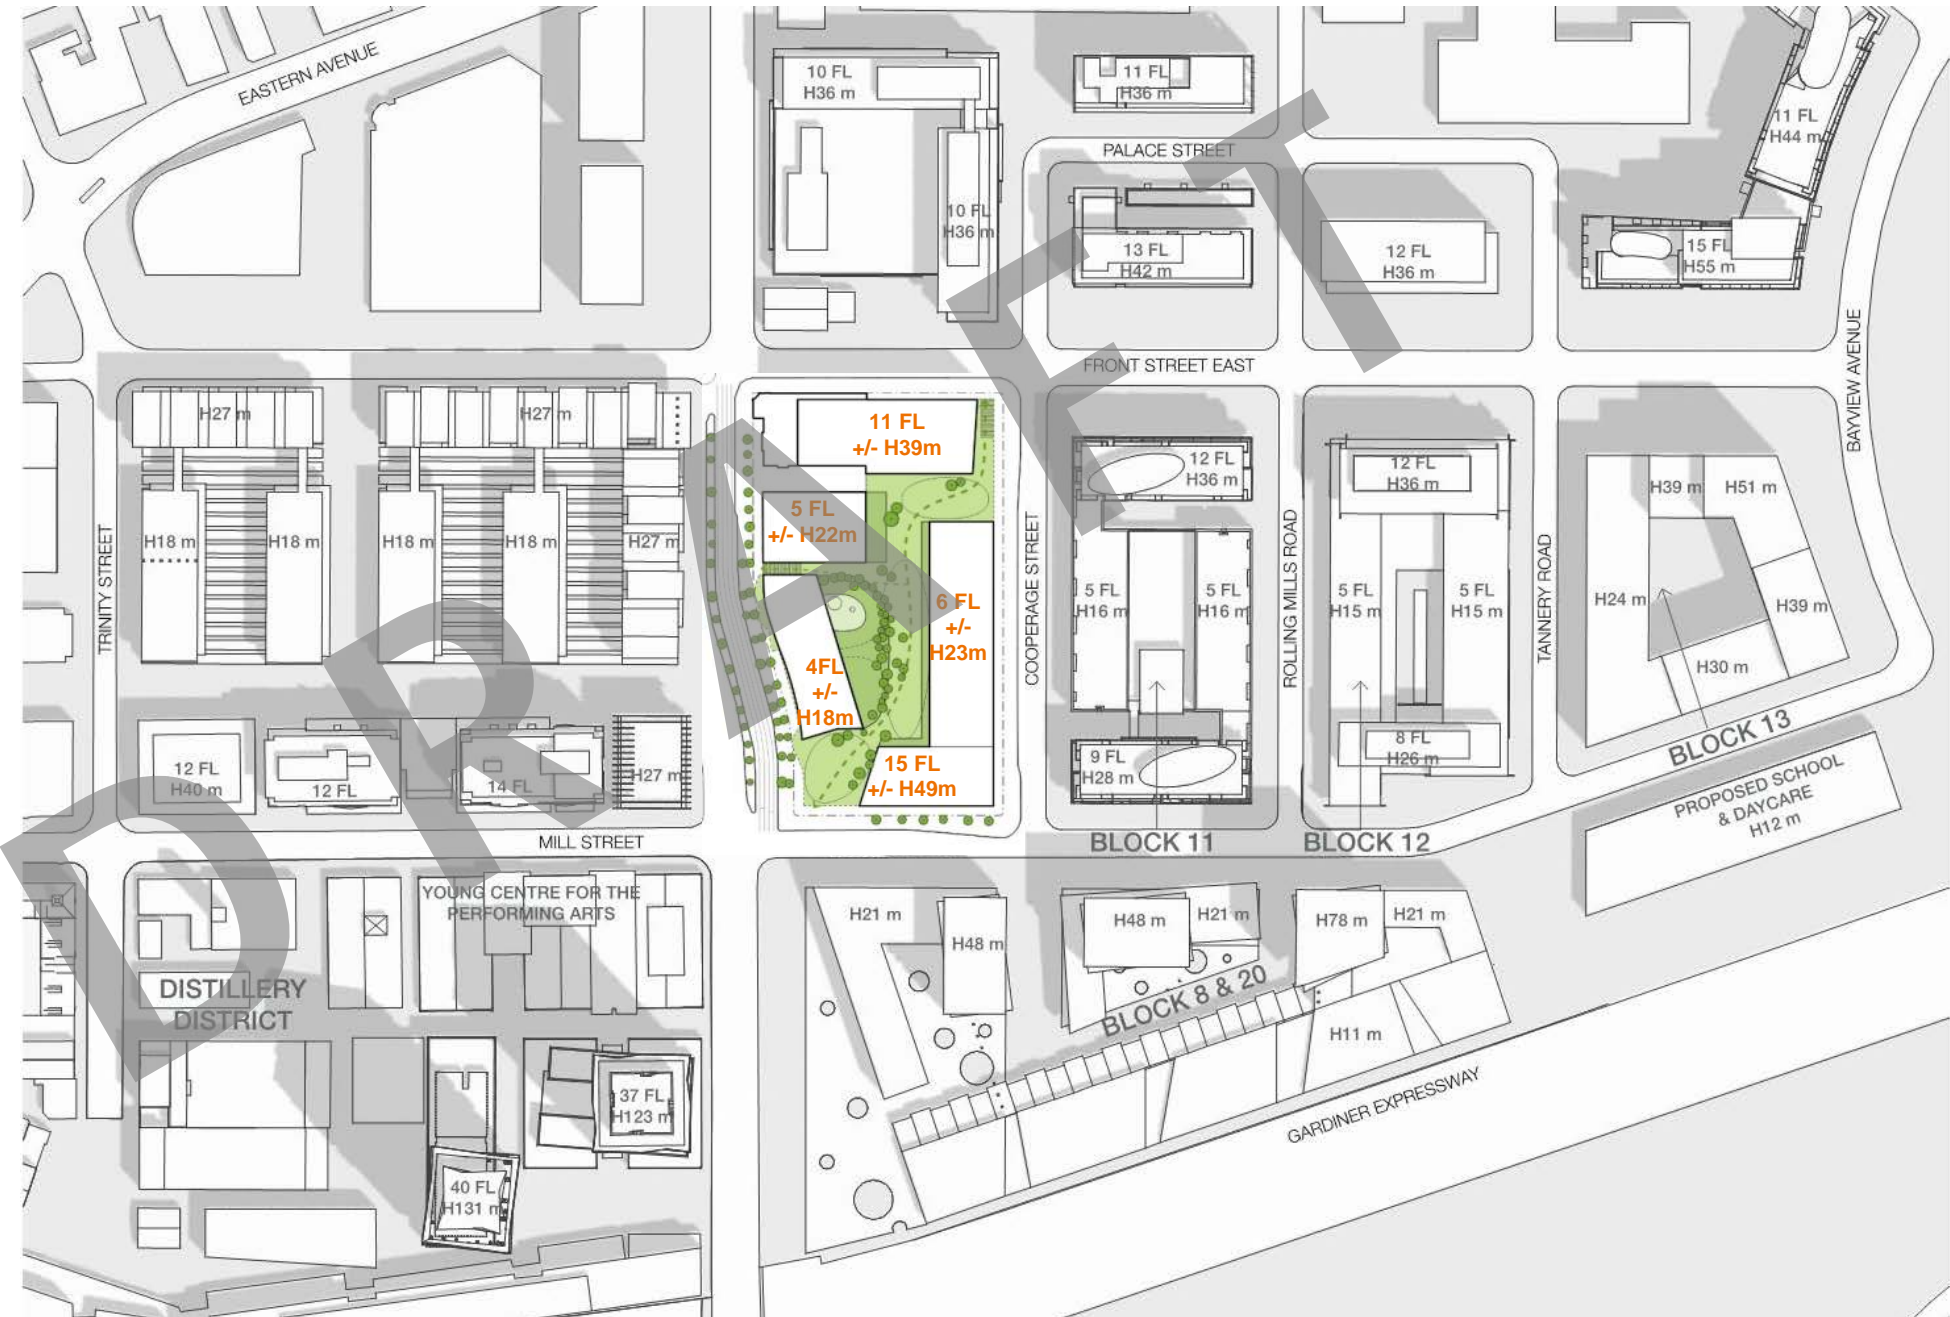 EASTERN AVENUE
10 FL
H36 m
11 FL
H36 m
11 FL
H44 m
PALACE STREET
10 FL
H36 m
13 FL
H42 m
12 FL
H36 m
15 FL
H55 m
FRONT STREET EAST
BAYVIEW AVENUE
H27 m
H27 m
11 FL
+/- H39m
12 FL
H36 m
12 FL
H36 m
H39 m
H51 m
5 FL
+/- H22m
TRINITY STREET
H18 m
H18 m
H18 m
H18 m
H27 m
COOPERAGE STREET
ROLLING MILLS ROAD
TANNERY ROAD
6 FL
+/-
H23m
5 FL
H16 m
5 FL
H16 m
5 FL
H15 m
5 FL
H15 m
H24 m
H39 m
4FL
+/-
H18m
H30 m
12 FL
H40 m
12 FL
14 FL
H27 m
15 FL
+/- H49m
9 FL
H28 m
8 FL
H26 m
BLOCK 13
PROPOSED SCHOOL
& DAYCARE
H12 m
MILL STREET
BLOCK 11
BLOCK 12
YOUNG CENTRE FOR THE
PERFORMING ARTS
H21 m
H48 m
H48 m
H21 m
H78 m
H21 m
DISTILLERY
DISTRICT
BLOCK 8 & 20
H11 m
37 FL
H123 m
GARDINER EXPRESSWAY
40 FL
H131 m
DRAFT